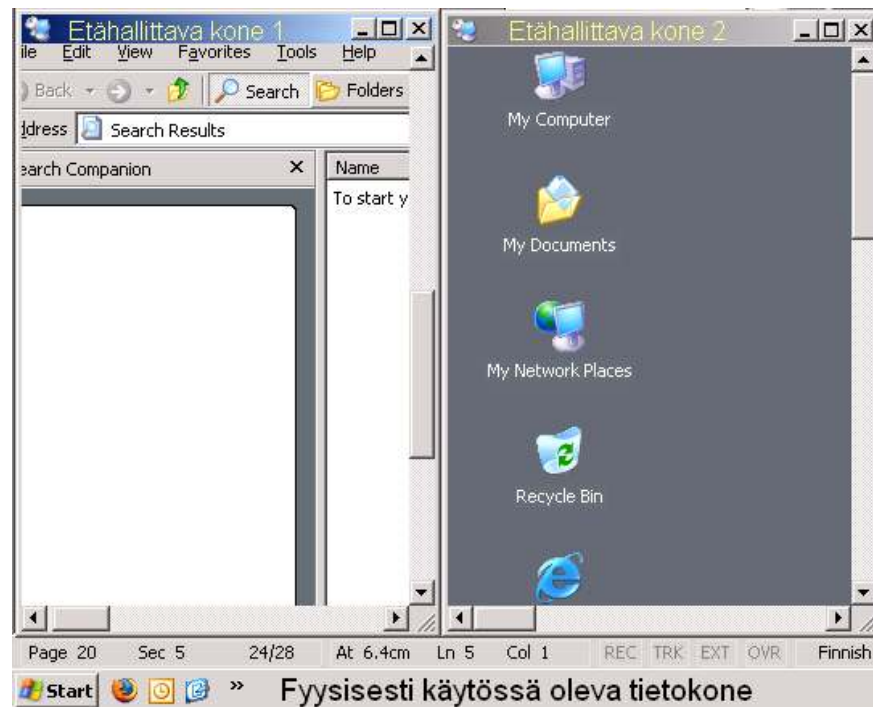 Etähallittava kone 1
ile Edit View Favorites Tools Help
Back Search Folders
ddress Search Results
earch Companion
Name
To start y
Etähallittava kone 2
My Computer
My Documents
My Network Places
Recycle Bin
Page 20 Sec 5 24/28 At 6.4cm Ln 5 Col 1 REC TRK EXT OVR Finnish
Start » Fyysisesti käytössä oleva tietokone